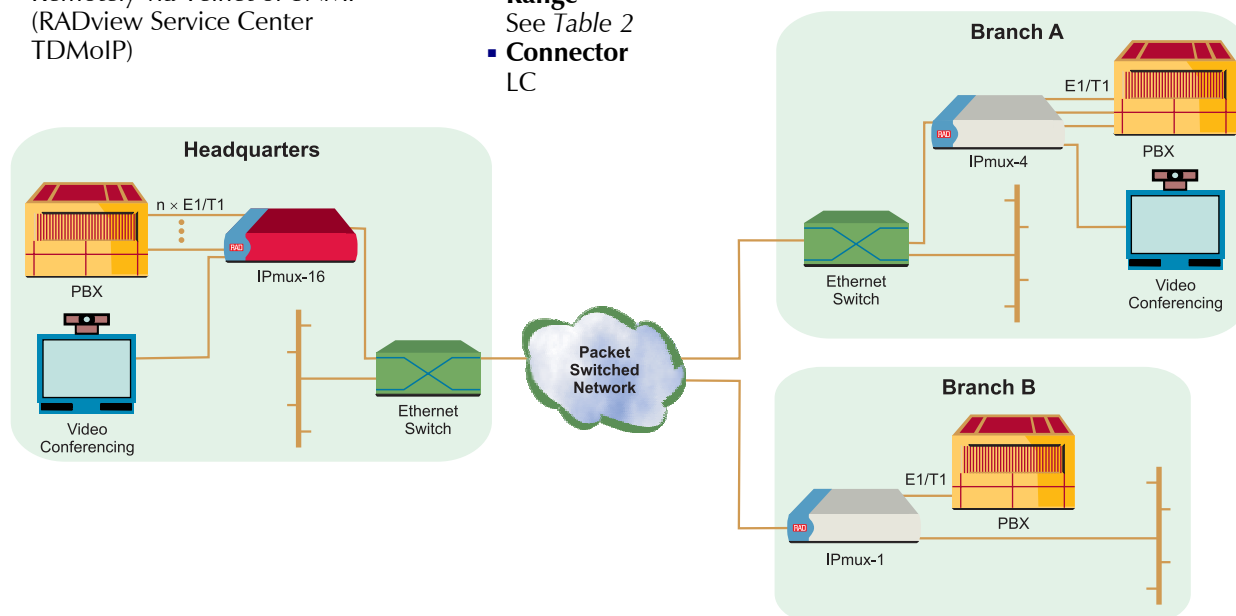 (RADview Service Center
TDMoIP)
See Table 2
▪ Connector
LC
Headquarters
n × E1/T1
RAD
IPmux-16
PBX
Video
Conferencing
Ethernet
Switch
Packet
Switched
Network
Branch A
E1/T1
RAD
IPmux-4
PBX
Ethernet
Switch
Video
Conferencing
Branch B
E1/T1
RAD
PBX
IPmux-1